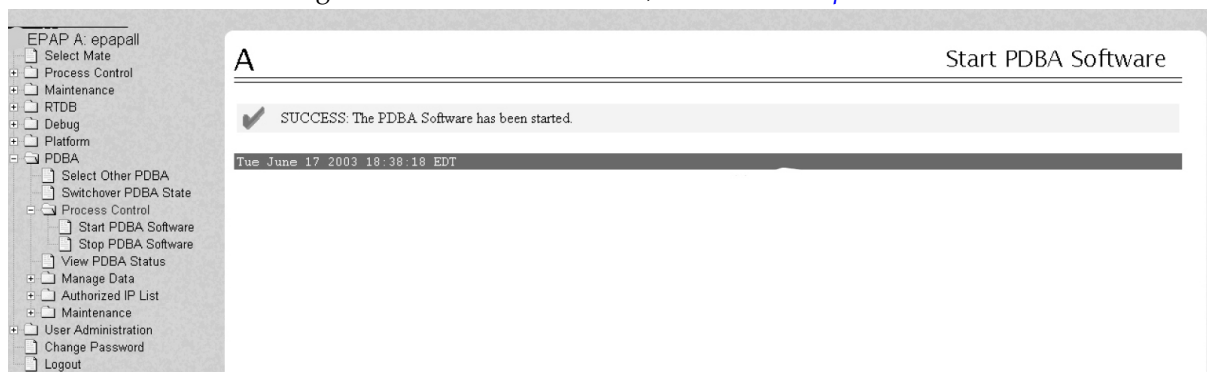 EPAP A: epapall
Select Mate
Process Control
Maintenance
RTDB
Debug
Platform
PDBA
Select Other PDBA
Switchover PDBA State
Process Control
Start PDBA Software
Stop PDBA Software
View PDBA Status
Manage Data
Authorized IP List
Maintenance
User Administration
Change Password
Logout
A
Start PDBA Software
SUCCESS: The PDBA Software has been started.
Tue June 17 2003 18:38:18 EDT